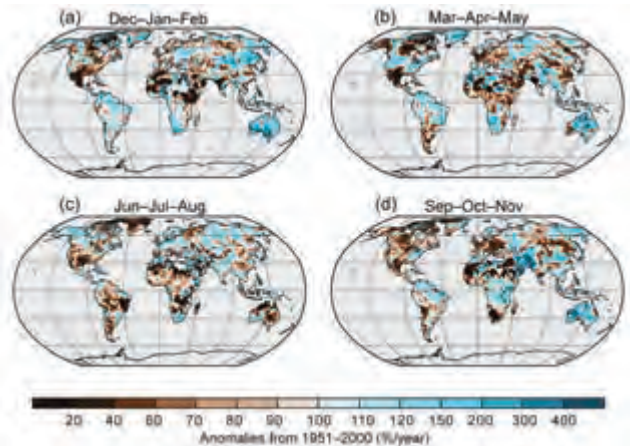 (a) Dec–Jan–Feb
(b) Mar–Apr–May
(c) Jun–Jul–Aug
(d) Sep–Oct–Nov
20 40 60 70 80 90 100 110 120 150 200 300 400
Anomalies from 1951–2000 (%/year)